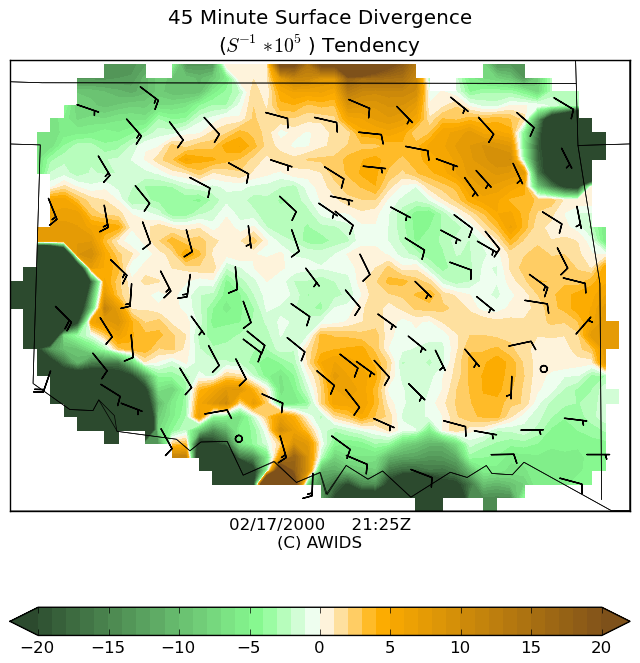 45 Minute Surface Divergence
(S⁻¹ *10⁵ ) Tendency
02/17/2000 21:25Z
(C) AWIDS
−20 −15 −10 −5 0 5 10 15 20